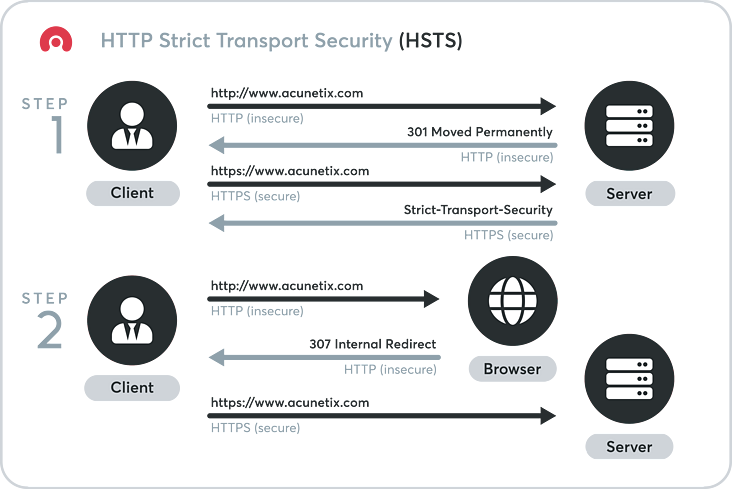 HTTP Strict Transport Security (HSTS)
STEP
1
http://www.acunetix.com
HTTP (insecure)
301 Moved Permanently
HTTP (insecure)
https://www.acunetix.com
HTTPS (secure)
Strict-Transport-Security
HTTPS (secure)
Client
Server
STEP
2
http://www.acunetix.com
HTTP (insecure)
307 Internal Redirect
HTTP (insecure)
https://www.acunetix.com
HTTPS (secure)
Client
Browser
Server